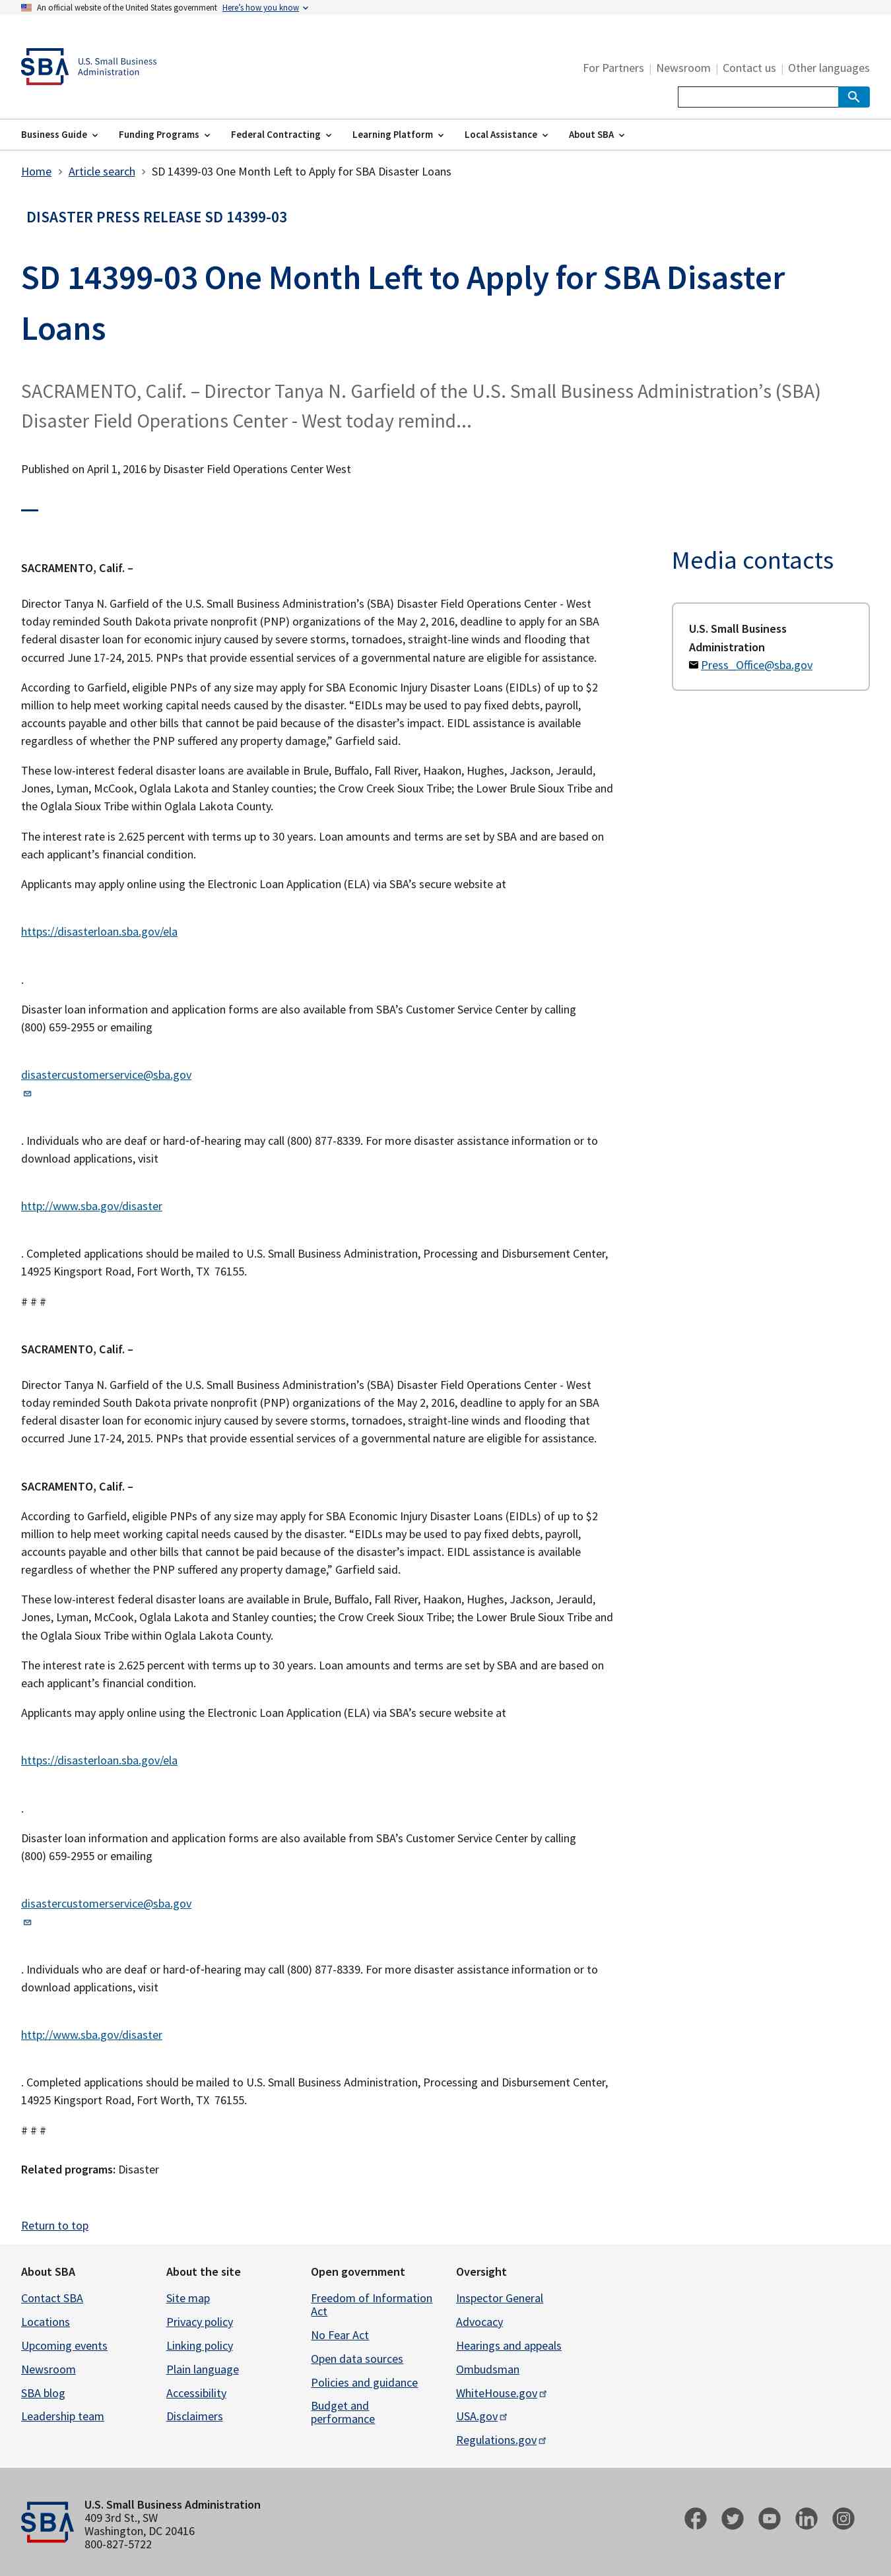 An official website of the United States government Here’s how you know
SBA U.S. Small Business
Administration
For Partners | Newsroom | Contact us | Other languages
Business Guide Funding Programs Federal Contracting Learning Platform Local Assistance About SBA
Home > Article search > SD 14399-03 One Month Left to Apply for SBA Disaster Loans
DISASTER PRESS RELEASE SD 14399-03
SD 14399-03 One Month Left to Apply for SBA Disaster
Loans
SACRAMENTO, Calif. – Director Tanya N. Garfield of the U.S. Small Business Administration’s (SBA)
Disaster Field Operations Center - West today remind...
Published on April 1, 2016 by Disaster Field Operations Center West
SACRAMENTO, Calif. –
Director Tanya N. Garfield of the U.S. Small Business Administration’s (SBA) Disaster Field Operations Center - West
today reminded South Dakota private nonprofit (PNP) organizations of the May 2, 2016, deadline to apply for an SBA
federal disaster loan for economic injury caused by severe storms, tornadoes, straight-line winds and flooding that
occurred June 17-24, 2015. PNPs that provide essential services of a governmental nature are eligible for assistance.
According to Garfield, eligible PNPs of any size may apply for SBA Economic Injury Disaster Loans (EIDLs) of up to $2
million to help meet working capital needs caused by the disaster. “EIDLs may be used to pay fixed debts, payroll,
accounts payable and other bills that cannot be paid because of the disaster’s impact. EIDL assistance is available
regardless of whether the PNP suffered any property damage,” Garfield said.
These low-interest federal disaster loans are available in Brule, Buffalo, Fall River, Haakon, Hughes, Jackson, Jerauld,
Jones, Lyman, McCook, Oglala Lakota and Stanley counties; the Crow Creek Sioux Tribe; the Lower Brule Sioux Tribe and
the Oglala Sioux Tribe within Oglala Lakota County.
The interest rate is 2.625 percent with terms up to 30 years. Loan amounts and terms are set by SBA and are based on
each applicant’s financial condition.
Applicants may apply online using the Electronic Loan Application (ELA) via SBA’s secure website at
https://disasterloan.sba.gov/ela
.
Disaster loan information and application forms are also available from SBA’s Customer Service Center by calling
(800) 659-2955 or emailing
disastercustomerservice@sba.gov
. Individuals who are deaf or hard-of-hearing may call (800) 877-8339. For more disaster assistance information or to
download applications, visit
http://www.sba.gov/disaster
. Completed applications should be mailed to U.S. Small Business Administration, Processing and Disbursement Center,
14925 Kingsport Road, Fort Worth, TX 76155.
# # #
SACRAMENTO, Calif. –
Director Tanya N. Garfield of the U.S. Small Business Administration’s (SBA) Disaster Field Operations Center - West
today reminded South Dakota private nonprofit (PNP) organizations of the May 2, 2016, deadline to apply for an SBA
federal disaster loan for economic injury caused by severe storms, tornadoes, straight-line winds and flooding that
occurred June 17-24, 2015. PNPs that provide essential services of a governmental nature are eligible for assistance.
SACRAMENTO, Calif. –
According to Garfield, eligible PNPs of any size may apply for SBA Economic Injury Disaster Loans (EIDLs) of up to $2
million to help meet working capital needs caused by the disaster. “EIDLs may be used to pay fixed debts, payroll,
accounts payable and other bills that cannot be paid because of the disaster’s impact. EIDL assistance is available
regardless of whether the PNP suffered any property damage,” Garfield said.
These low-interest federal disaster loans are available in Brule, Buffalo, Fall River, Haakon, Hughes, Jackson, Jerauld,
Jones, Lyman, McCook, Oglala Lakota and Stanley counties; the Crow Creek Sioux Tribe; the Lower Brule Sioux Tribe and
the Oglala Sioux Tribe within Oglala Lakota County.
The interest rate is 2.625 percent with terms up to 30 years. Loan amounts and terms are set by SBA and are based on
each applicant’s financial condition.
Applicants may apply online using the Electronic Loan Application (ELA) via SBA’s secure website at
https://disasterloan.sba.gov/ela
.
Disaster loan information and application forms are also available from SBA’s Customer Service Center by calling
(800) 659-2955 or emailing
disastercustomerservice@sba.gov
. Individuals who are deaf or hard-of-hearing may call (800) 877-8339. For more disaster assistance information or to
download applications, visit
http://www.sba.gov/disaster
. Completed applications should be mailed to U.S. Small Business Administration, Processing and Disbursement Center,
14925 Kingsport Road, Fort Worth, TX 76155.
# # #
Related programs: Disaster
Media contacts
U.S. Small Business
Administration
Press_Office@sba.gov
Return to top
About SBA
Contact SBA
Locations
Upcoming events
Newsroom
SBA blog
Leadership team
About the site
Site map
Privacy policy
Linking policy
Plain language
Accessibility
Disclaimers
Open government
Freedom of Information
Act
No Fear Act
Open data sources
Policies and guidance
Budget and
performance
Oversight
Inspector General
Advocacy
Hearings and appeals
Ombudsman
WhiteHouse.gov
USA.gov
Regulations.gov
SBA
U.S. Small Business Administration
409 3rd St., SW
Washington, DC 20416
800-827-5722